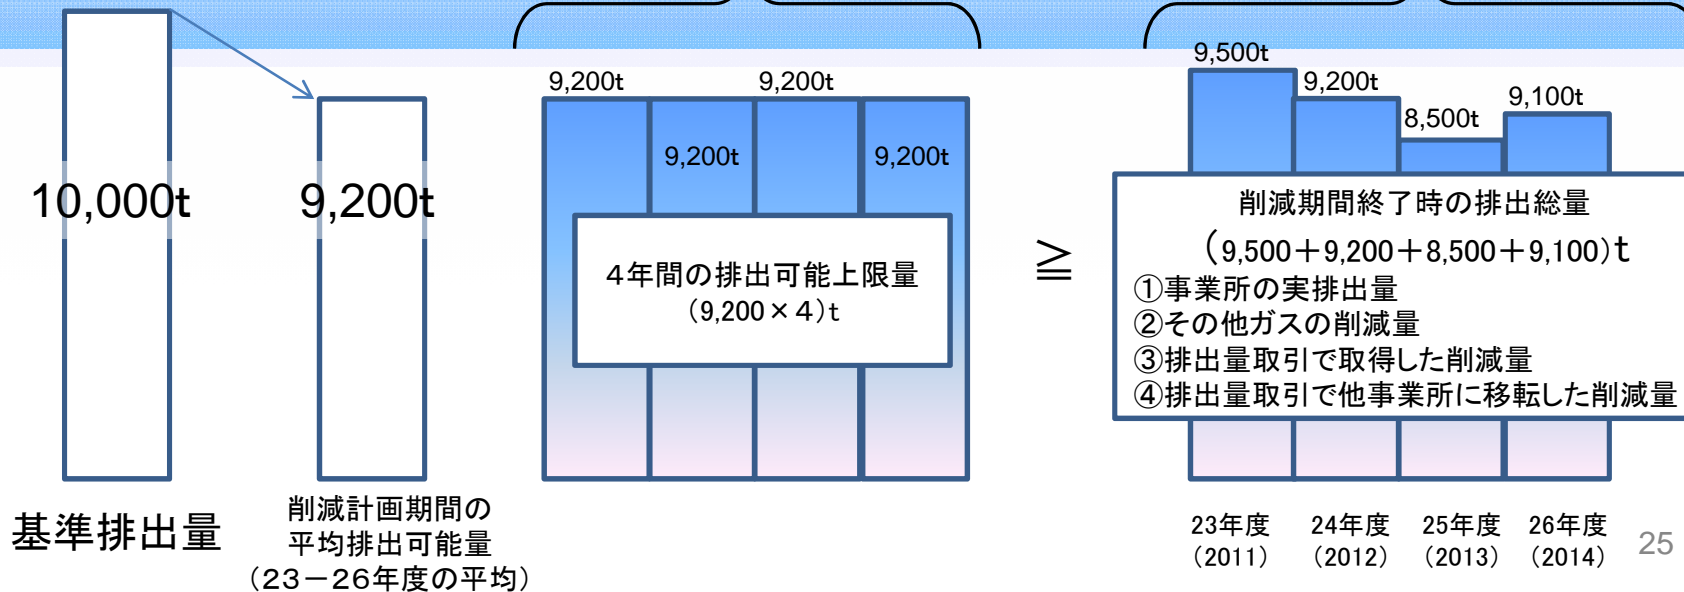 10,000t
基準排出量
9,200t
削減計画期間の
平均排出可能量
（23－26年度の平均）
9,200t
9,200t
9,200t
9,200t
４年間の排出可能上限量
（9,200×４）t
≧
9,500t
9,200t
8,500t
9,100t
削減期間終了時の排出総量
（9,500＋9,200＋8,500＋9,100）t
①事業所の実排出量
②その他ガスの削減量
③排出量取引で取得した削減量
④排出量取引で他事業所に移転した削減量
23年度
（2011）
24年度
（2012）
25年度
（2013）
26年度
（2014）
25